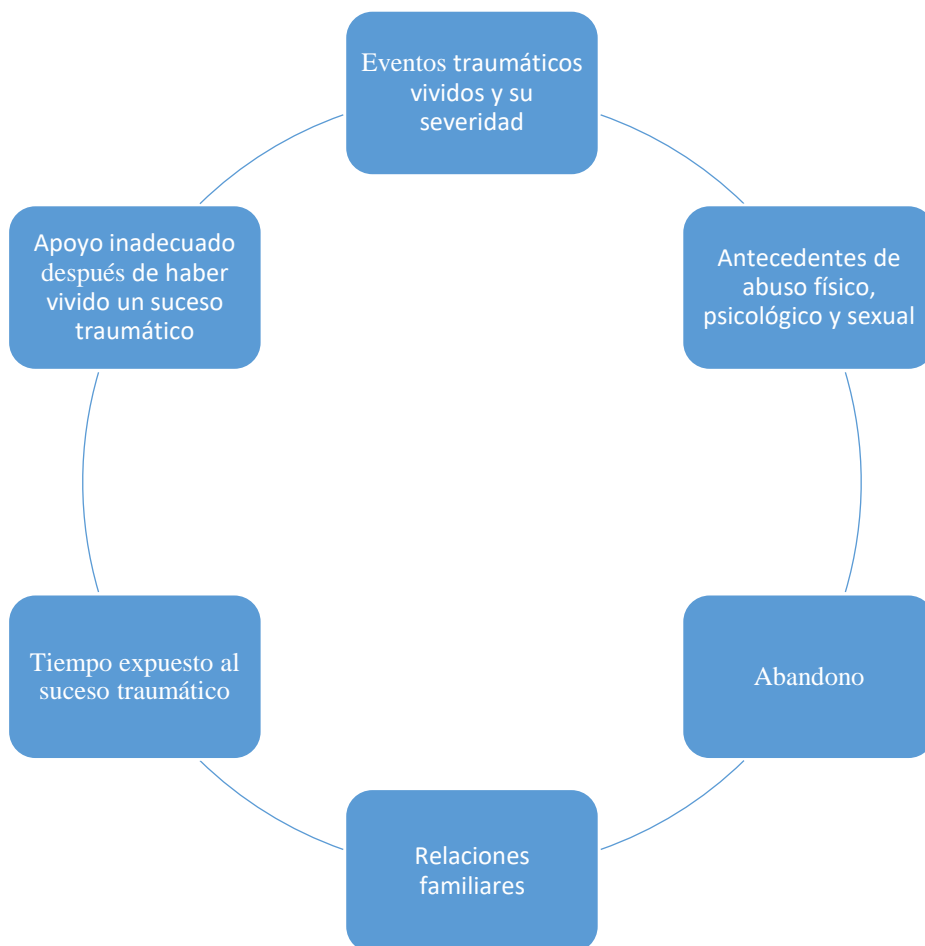 Eventos traumáticos
vividos y su
severidad
Antecedentes de
abuso físico,
psicológico y sexual
Abandono
Relaciones
familiares
Tiempo expuesto al
suceso traumático
Apoyo inadecuado
después de haber
vivido un suceso
traumático